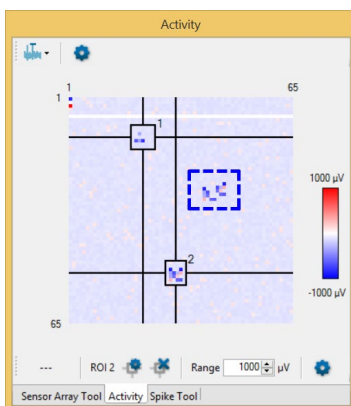 Activity
1 65
1
1
1000 µV
2
-1000 µV
65
--- ROI 2 Range 1000 µV
Sensor Array Tool Activity Spike Tool